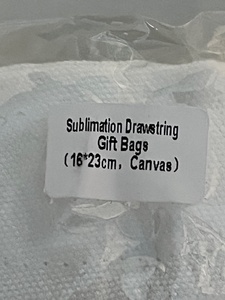 Sublimation Drawstring
Gift Bags
(16*23cm, Canvas)